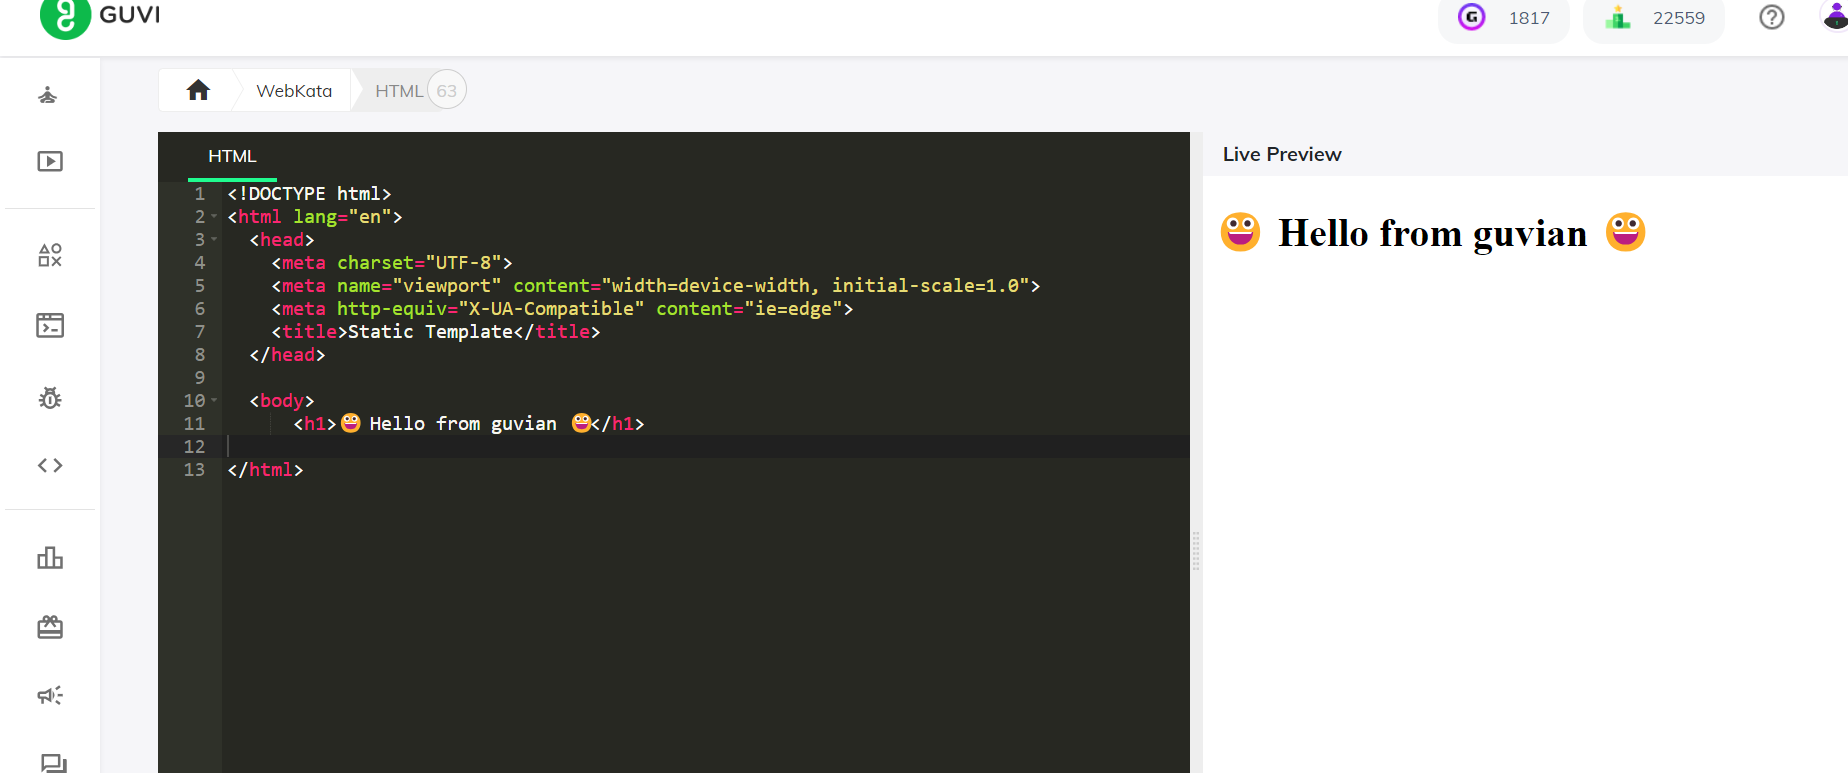 GUVI
1817
22559
WebKata
HTML 63
HTML
Live Preview
1 <!DOCTYPE html>
2 <html lang="en">
3 <head>
4 <meta charset="UTF-8">
5 <meta name="viewport" content="width=device-width, initial-scale=1.0">
6 <meta http-equiv="X-UA-Compatible" content="ie=edge">
7 <title>Static Template</title>
8 </head>
9
10 <body>
11 <h1>😀 Hello from guvian 😀</h1>
12
13 </html>
😀 Hello from guvian 😀